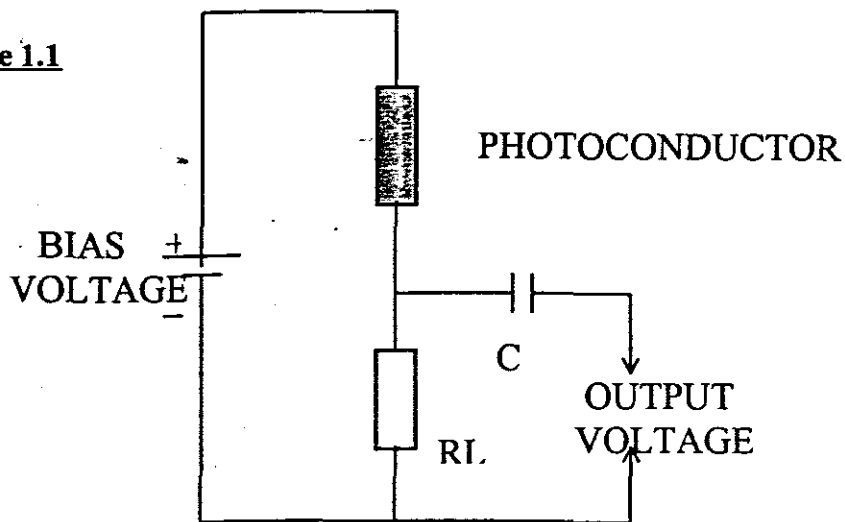 e 1.1
PHOTOCONDUCTOR
BIAS +
VOLTAGE
−
C
OUTPUT
VOLTAGE
RL